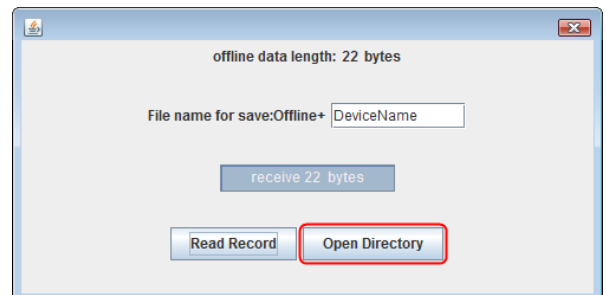 offline data length: 22 bytes
File name for save:Offline+ DeviceName
receive 22 bytes
Read Record Open Directory